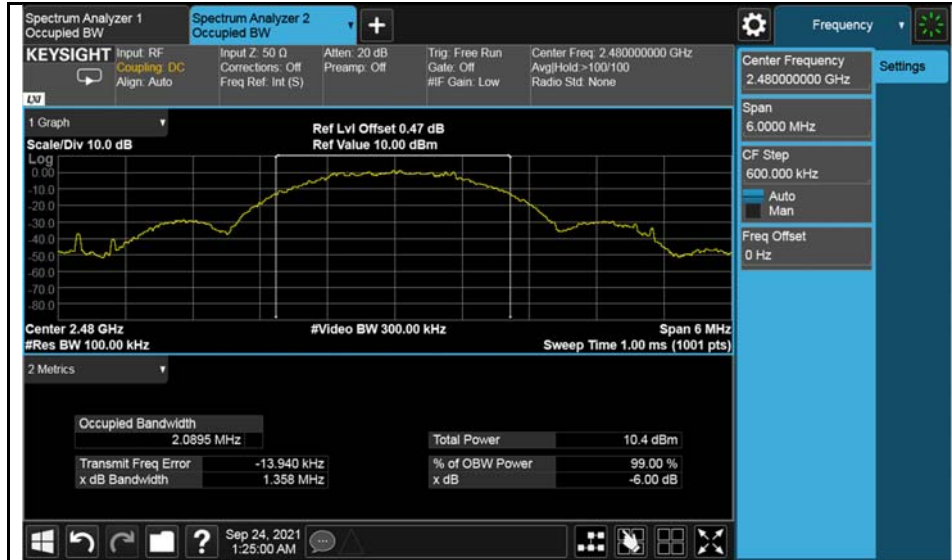 Spectrum Analyzer 1
Occupied BW
Spectrum Analyzer 2
Occupied BW
+
Frequency
KEYSIGHT
LXI
Input: RF
Coupling: DC
Align: Auto
Input Z: 50 Ω
Corrections: Off
Freq Ref: Int (S)
Atten: 20 dB
Preamp: Off
Trig: Free Run
Gate: Off
#IF Gain: Low
Center Freq: 2.480000000 GHz
Avg|Hold:>100/100
Radio Std: None
Center Frequency
2.480000000 GHz
Settings
Span
6.0000 MHz
CF Step
600.000 kHz
Auto
Man
Freq Offset
0 Hz
1 Graph
Scale/Div 10.0 dB
Ref Lvl Offset 0.47 dB
Ref Value 10.00 dBm
Log
0.00
-10.0
-20.0
-30.0
-40.0
-50.0
-60.0
-70.0
-80.0
Center 2.48 GHz
#Res BW 100.00 kHz
#Video BW 300.00 kHz
Span 6 MHz
Sweep Time 1.00 ms (1001 pts)
2 Metrics
Occupied Bandwidth
2.0895 MHz
Total Power 10.4 dBm
Transmit Freq Error -13.940 kHz
% of OBW Power 99.00 %
x dB Bandwidth 1.358 MHz
x dB -6.00 dB
?
Sep 24, 2021
1:25:00 AM